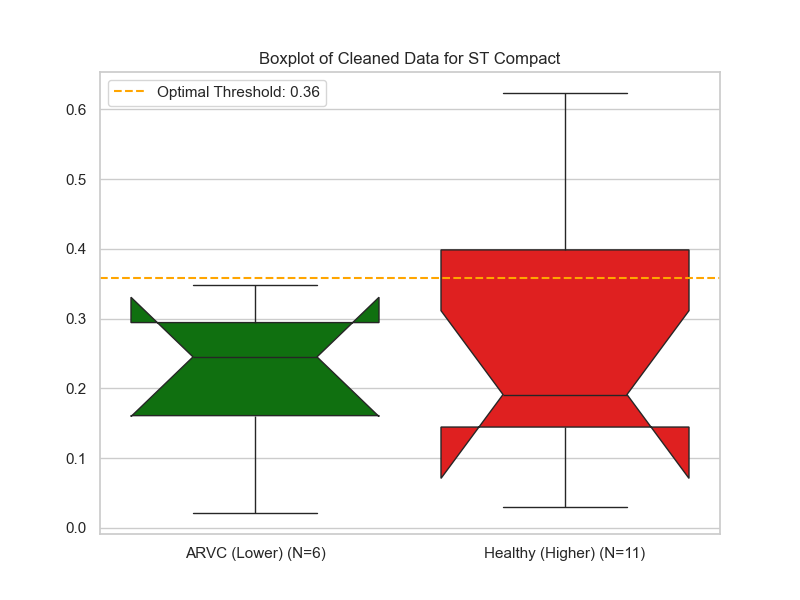 Boxplot of Cleaned Data for ST Compact
Optimal Threshold: 0.36
0.6
0.5
0.4
0.3
0.2
0.1
0.0
ARVC (Lower) (N=6)
Healthy (Higher) (N=11)